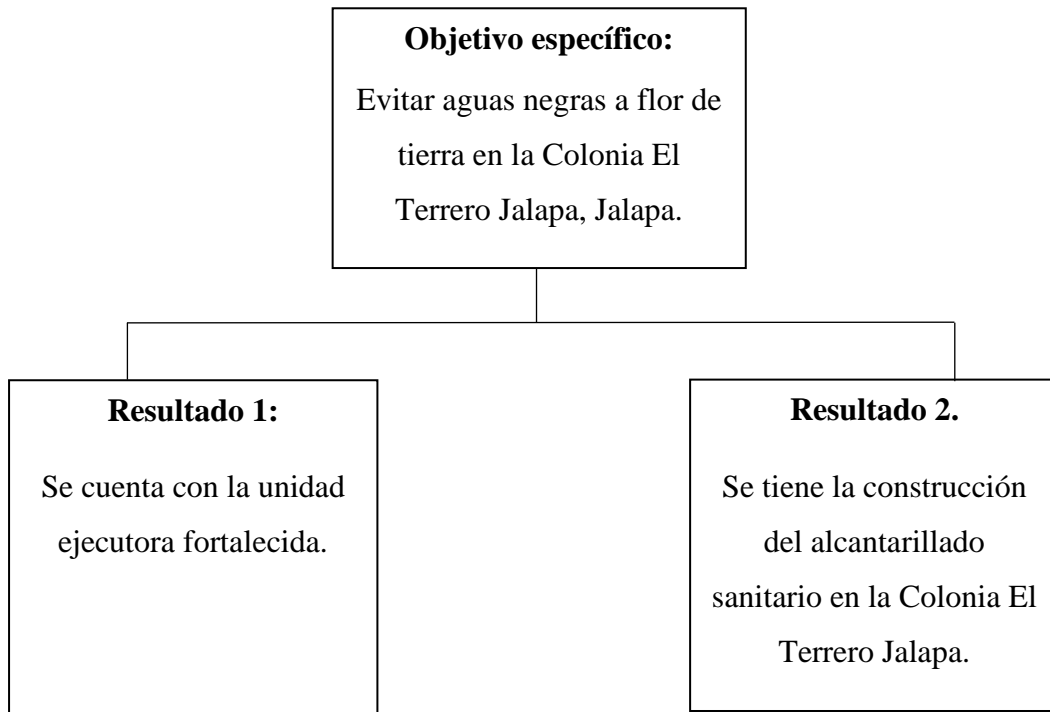 Objetivo específico:
Evitar aguas negras a flor de
tierra en la Colonia El
Terrero Jalapa, Jalapa.
Resultado 1:
Se cuenta con la unidad
ejecutora fortalecida.
Resultado 2.
Se tiene la construcción
del alcantarillado
sanitario en la Colonia El
Terrero Jalapa.